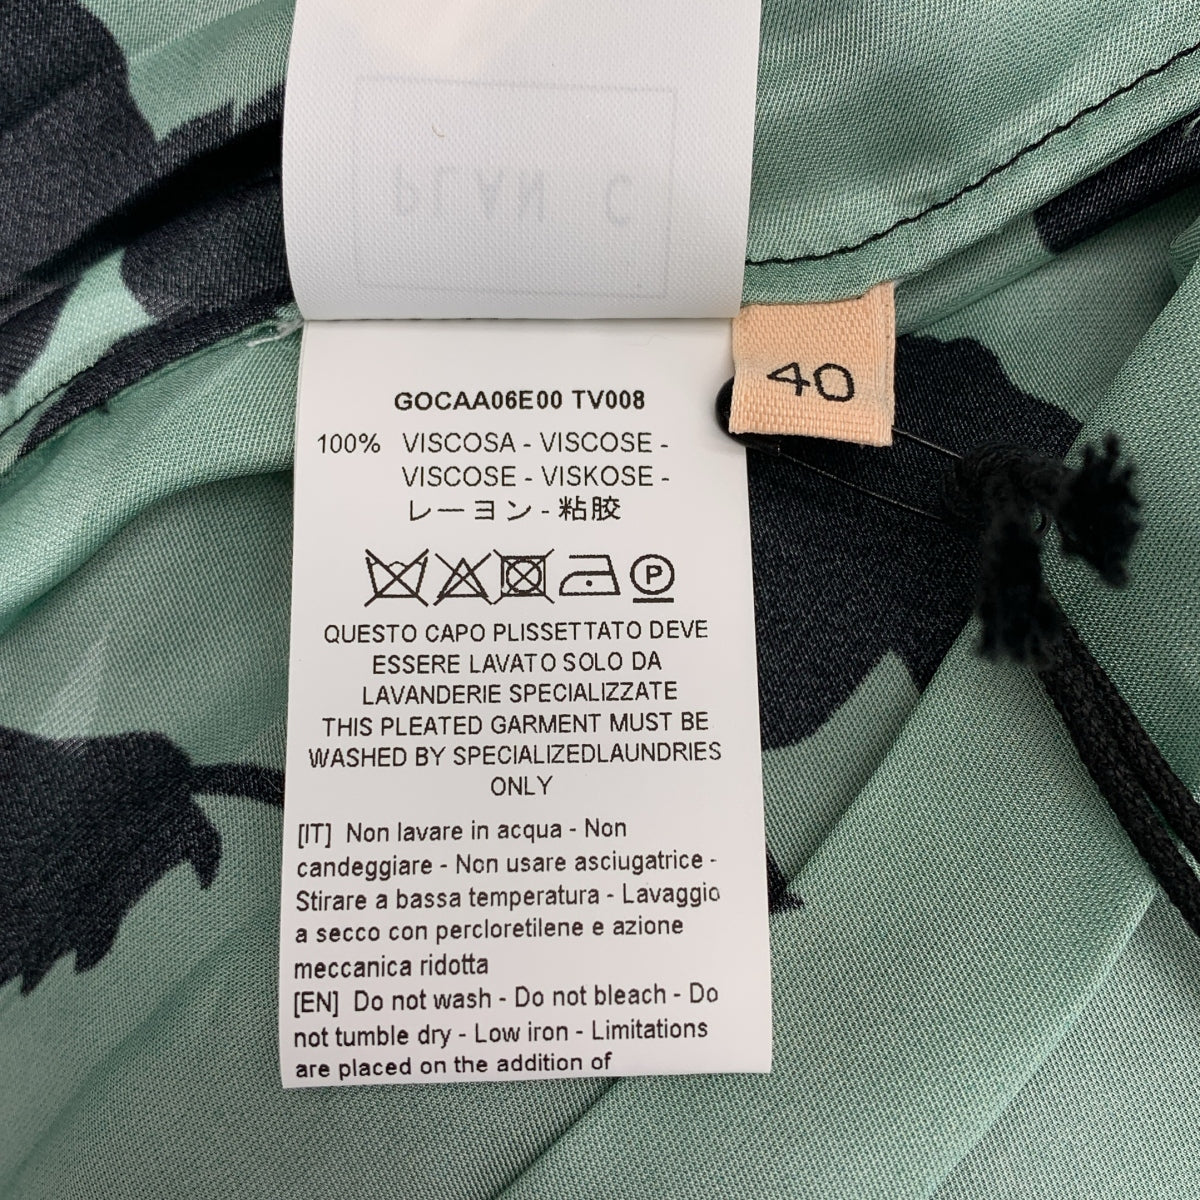 PLAN C
40
GOCAA06E00 TV008
100% VISCOSA - VISCOSE -
VISCOSE - VISKOSE -
レーヨン - 粘胶
P
QUESTO CAPO PLISSETTATO DEVE
ESSERE LAVATO SOLO DA
LAVANDERIE SPECIALIZZATE
THIS PLEATED GARMENT MUST BE
WASHED BY SPECIALIZEDLAUNDRIES
ONLY
[IT] Non lavare in acqua - Non
candeggiare - Non usare asciugatrice -
Stirare a bassa temperatura - Lavaggio
a secco con percloretilene e azione
meccanica ridotta
[EN] Do not wash - Do not bleach - Do
not tumble dry - Low iron - Limitations
are placed on the addition of